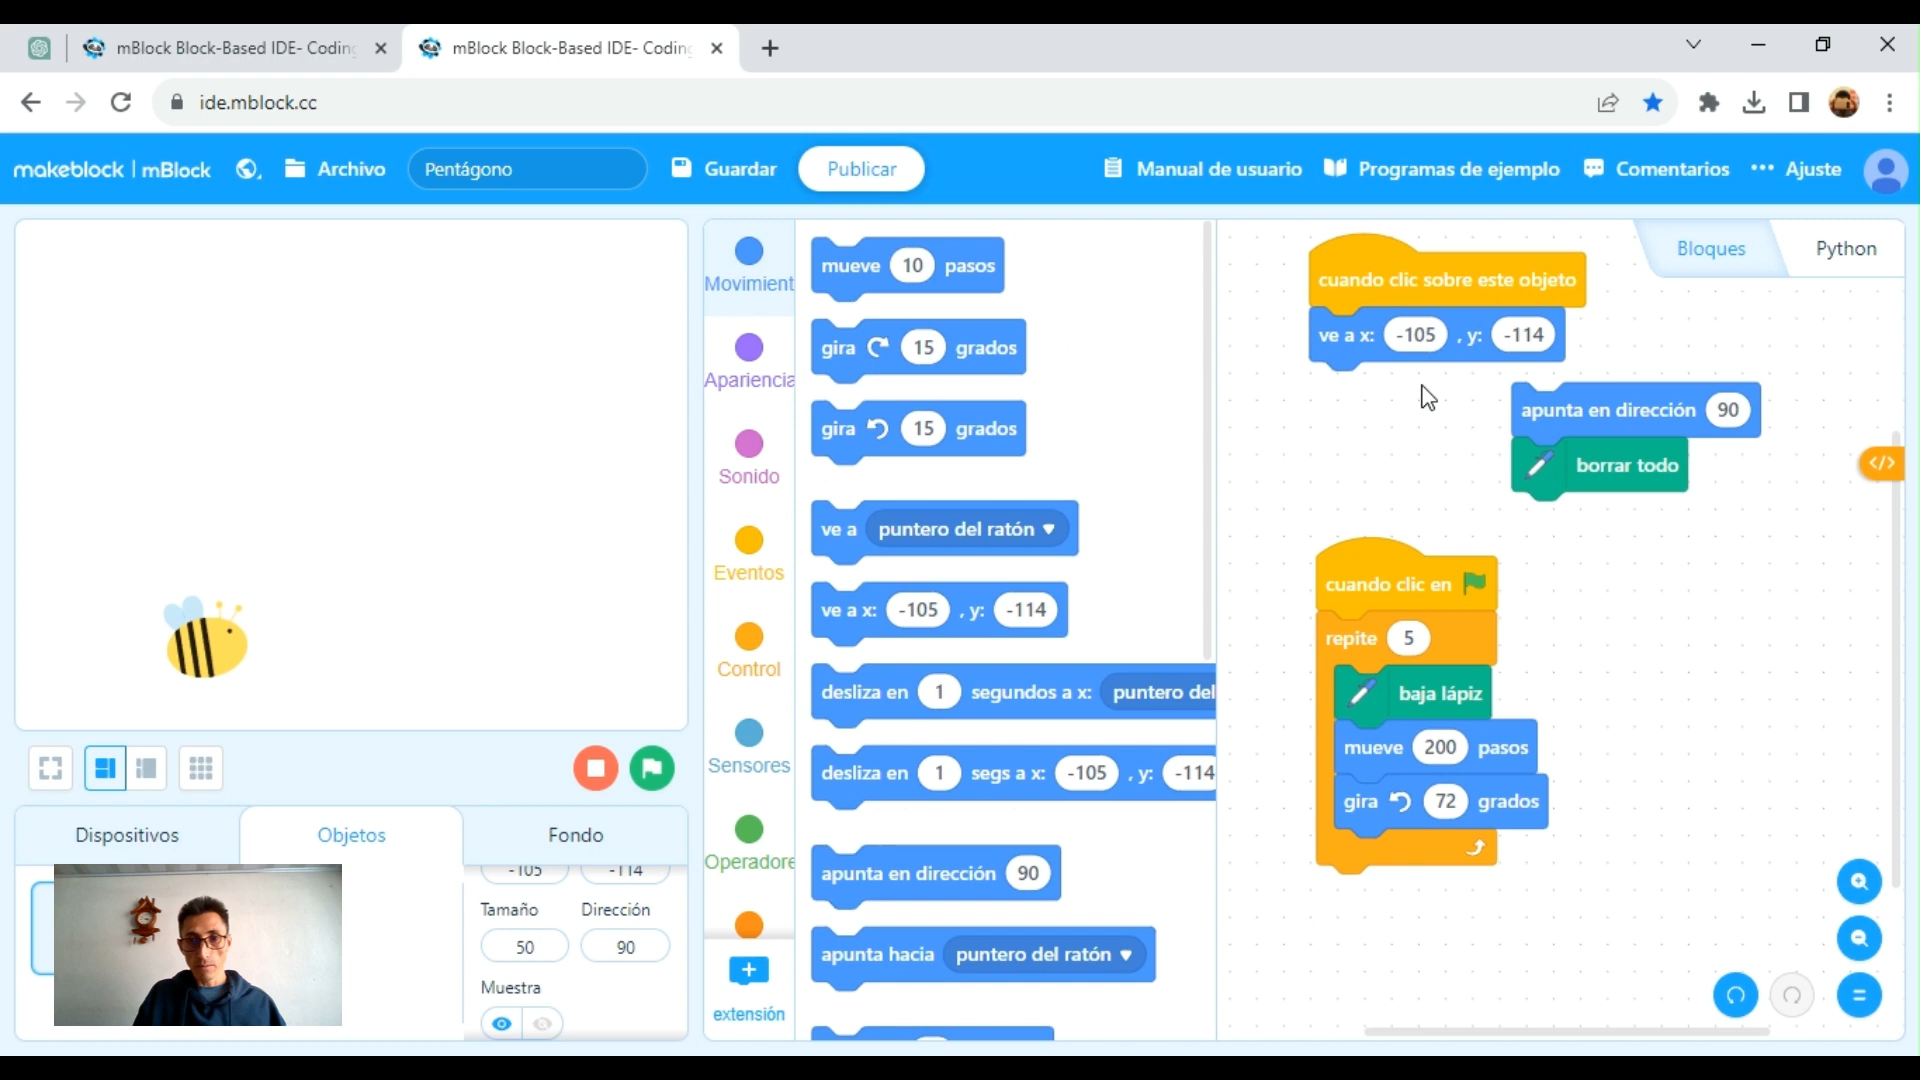 mBlock Block-Based IDE- Coding
mBlock Block-Based IDE- Coding
ide.mblock.cc
makeblock | mBlock
Archivo
Pentágono
Guardar
Publicar
Manual de usuario
Programas de ejemplo
Comentarios
Ajuste
Movimient
Apariencia
Sonido
Eventos
Control
Sensores
Operadore
extensión
mueve 10 pasos
gira 15 grados
gira 15 grados
ve a puntero del ratón
ve a x: -105 , y: -114
desliza en 1 segundos a x: puntero del
desliza en 1 segs a x: -105 , y: -114
apunta en dirección 90
apunta hacia puntero del ratón
Bloques
Python
cuando clic sobre este objeto
ve a x: -105 , y: -114
apunta en dirección 90
borrar todo
cuando clic en
repite 5
baja lápiz
mueve 200 pasos
gira 72 grados
Dispositivos
Objetos
Fondo
-105
-114
Tamaño
Dirección
50
90
Muestra